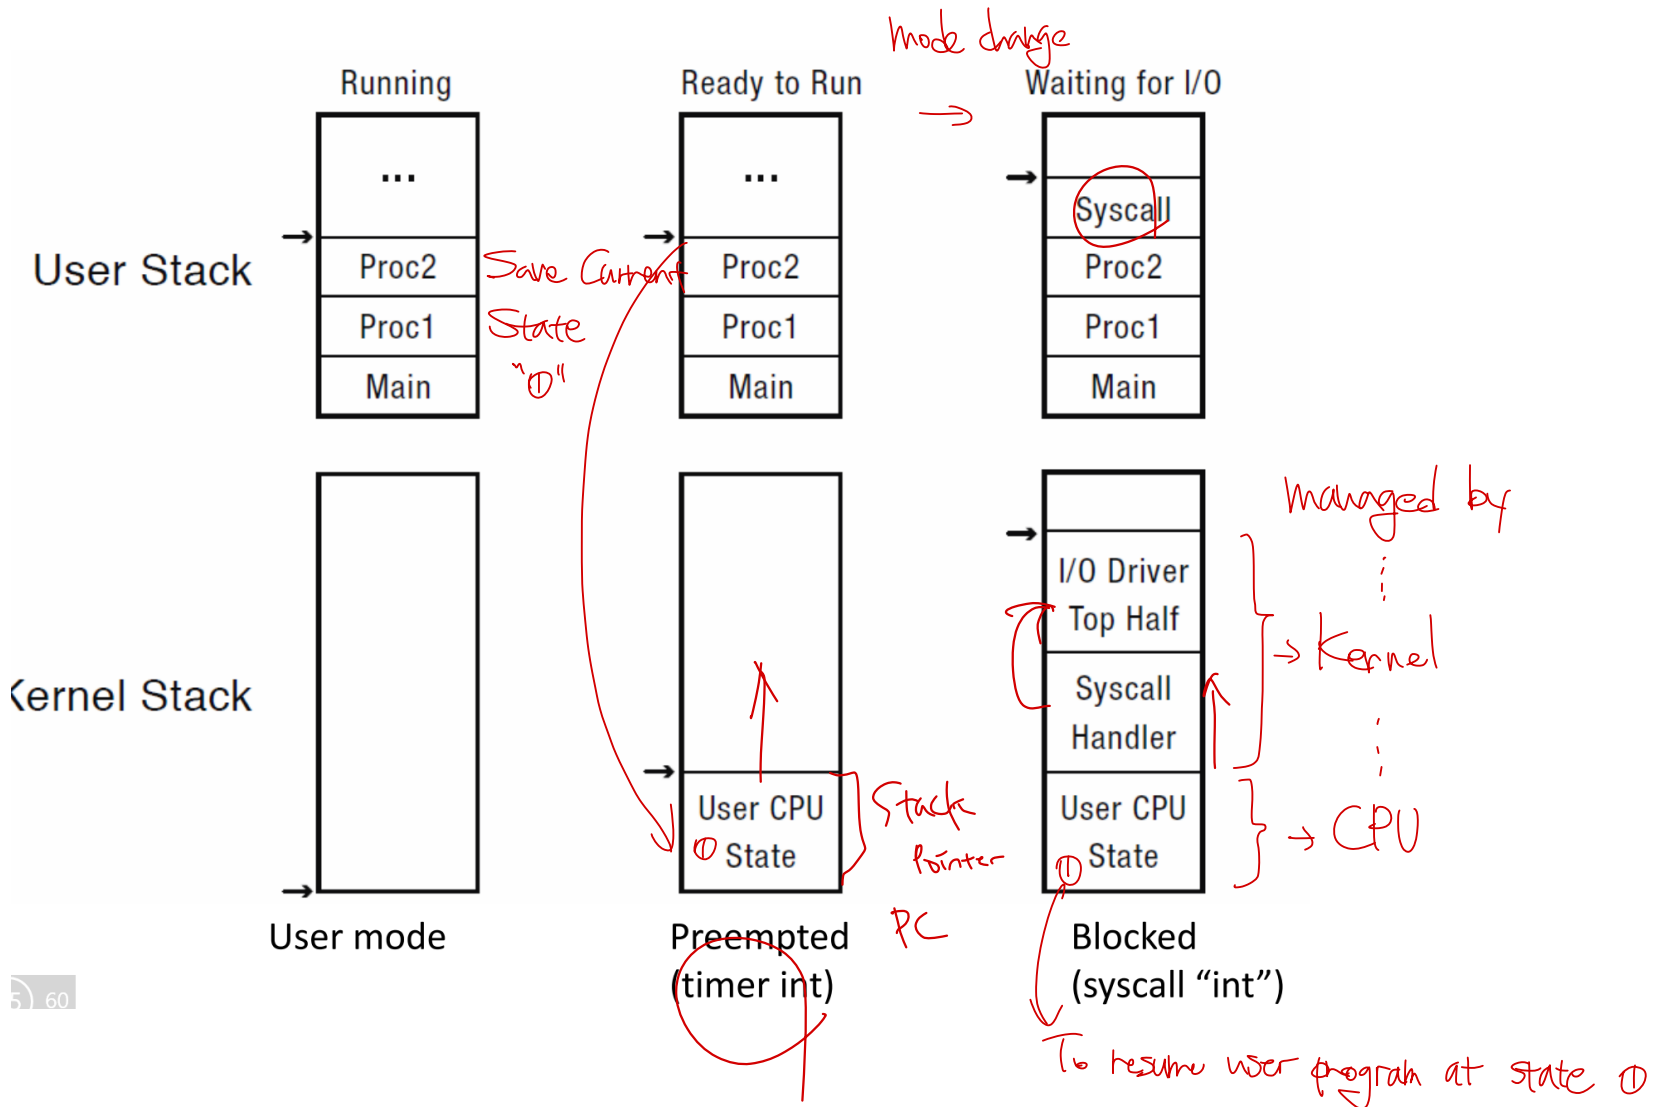 mode change
Running
Ready to Run
→
Waiting for I/O
...
...
Syscall
User Stack
Proc2
Save Current
Proc2
Proc2
Proc1
State
Proc1
Proc1
Main
"①"
Main
Main
managed by
I/O Driver
Top Half
Kernel Stack
→ Kernel
Syscall
Handler
User CPU
① State
Stack
Pointer
User CPU
① State
→ CPU
User mode
Preempted
(timer int)
PC
Blocked
(syscall “int”)
5) 60
To resume user program at state ①